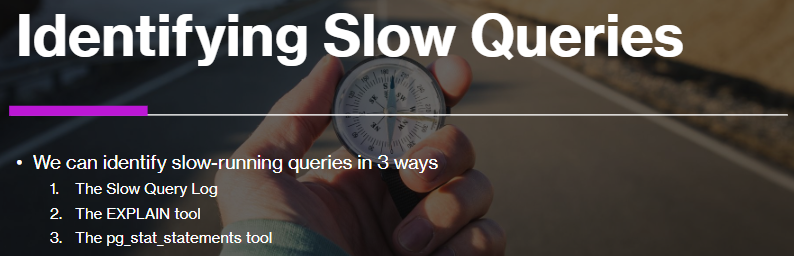 Identifying Slow Queries
• We can identify slow-running queries in 3 ways
1. The Slow Query Log
2. The EXPLAIN tool
3. The pg_stat_statements tool